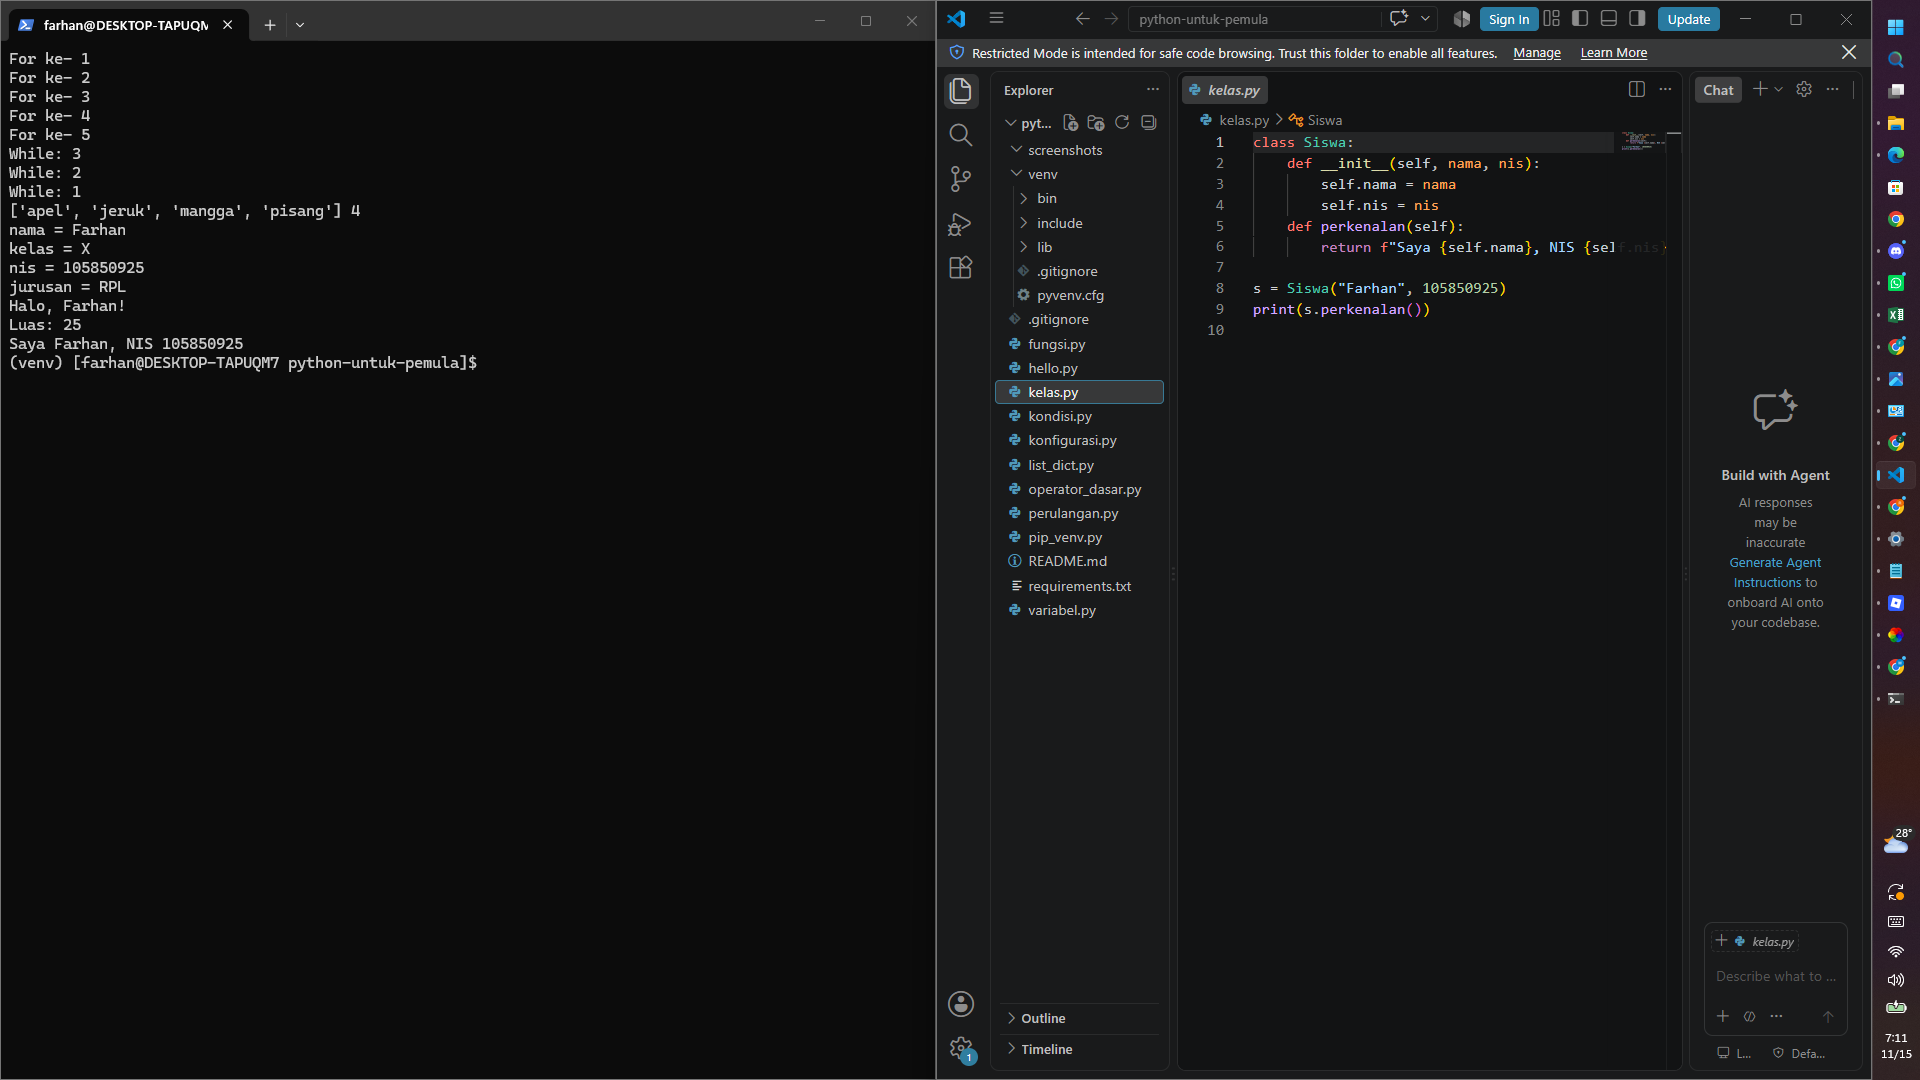 farhan@DESKTOP-TAPUQM
For ke- 1
For ke- 2
For ke- 3
For ke- 4
For ke- 5
While: 3
While: 2
While: 1
['apel', 'jeruk', 'mangga', 'pisang'] 4
nama = Farhan
kelas = X
nis = 105850925
jurusan = RPL
Halo, Farhan!
Luas: 25
Saya Farhan, NIS 105850925
(venv) [farhan@DESKTOP-TAPUQM7 python-untuk-pemula]$
python-untuk-pemula
Sign In
Update
Restricted Mode is intended for safe code browsing. Trust this folder to enable all features. Manage Learn More
Explorer
pyt...
screenshots
venv
bin
include
lib
.gitignore
pyvenv.cfg
.gitignore
fungsi.py
hello.py
kelas.py
kondisi.py
konfigurasi.py
list_dict.py
operator_dasar.py
perulangan.py
pip_venv.py
README.md
requirements.txt
variabel.py
Outline
Timeline
1
kelas.py
kelas.py > Siswa
1 class Siswa:
2 def __init__(self, nama, nis):
3 self.nama = nama
4 self.nis = nis
5 def perkenalan(self):
6 return f"Saya {self.nama}, NIS {self.nis}
7
8 s = Siswa("Farhan", 105850925)
9 print(s.perkenalan())
10
Chat
Build with Agent
AI responses
may be
inaccurate
Generate Agent
Instructions to
onboard AI onto
your codebase.
kelas.py
Describe what to ...
L...
Defa...
28°
7:11
11/15